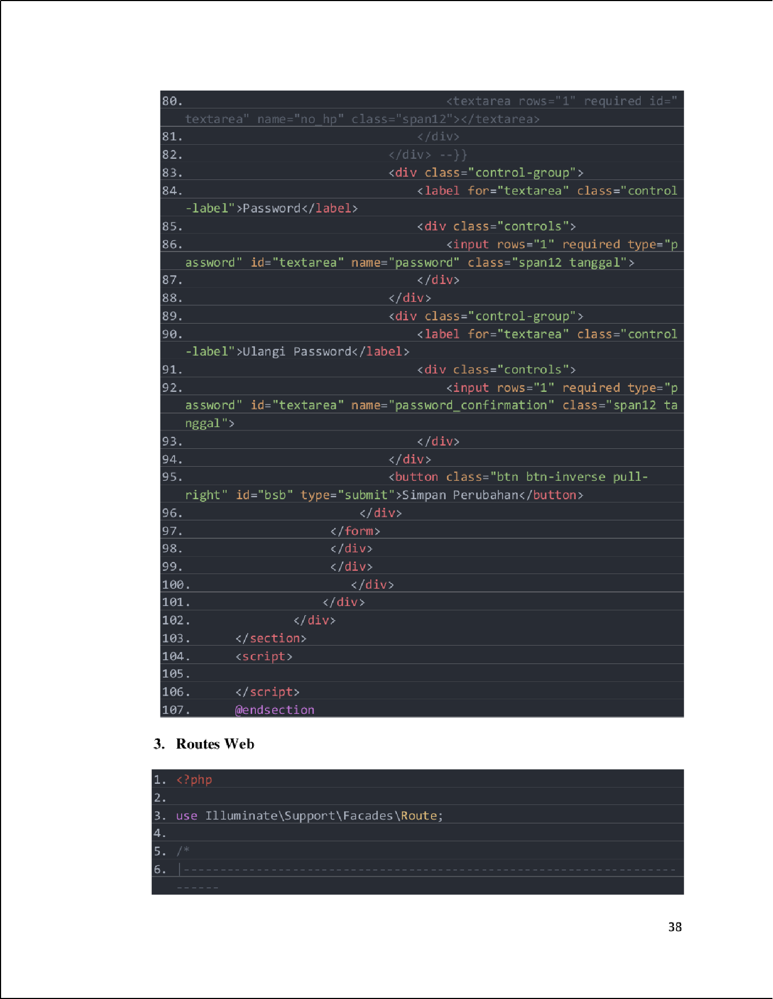 80.                                    <textarea rows="1" required id="
textarea" name="no_hp" class="span12"></textarea>
81.                                </div>
82.                            </div> --}}
83.                            <div class="control-group">
84.                                <label for="textarea" class="control
-label">Password</label>
85.                                <div class="controls">
86.                                    <input rows="1" required type="p
assword" id="textarea" name="password" class="span12 tanggal">
87.                                </div>
88.                            </div>
89.                            <div class="control-group">
90.                                <label for="textarea" class="control
-label">Ulangi Password</label>
91.                                <div class="controls">
92.                                    <input rows="1" required type="p
assword" id="textarea" name="password_confirmation" class="span12 ta
nggal">
93.                                </div>
94.                            </div>
95.                            <button class="btn btn-inverse pull-
right" id="bsb" type="submit">Simpan Perubahan</button>
96.                        </div>
97.                    </form>
98.                    </div>
99.                    </div>
100.                      </div>
101.                  </div>
102.              </div>
103.      </section>
104.      <script>
105.
106.      </script>
107.      @endsection
3. Routes Web
1. <?php
2.
3. use Illuminate\Support\Facades\Route;
4.
5. /*
6. |--------------------------------------------------------------------
------
38